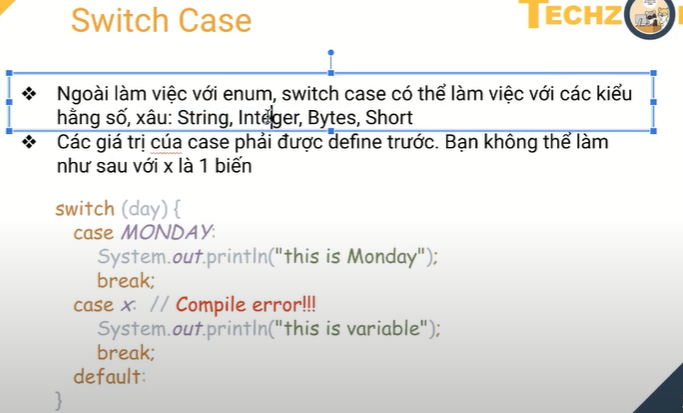 Switch Case
TECHZ
❖ Ngoài làm việc với enum, switch case có thể làm việc với các kiểu
hằng số, xâu: String, Integer, Bytes, Short
❖ Các giá trị của case phải được define trước. Bạn không thể làm
như sau với x là 1 biến
switch (day) {
case MONDAY:
System.out.println("this is Monday");
break;
case x: // Compile error!!!
System.out.println("this is variable");
break;
default:
}